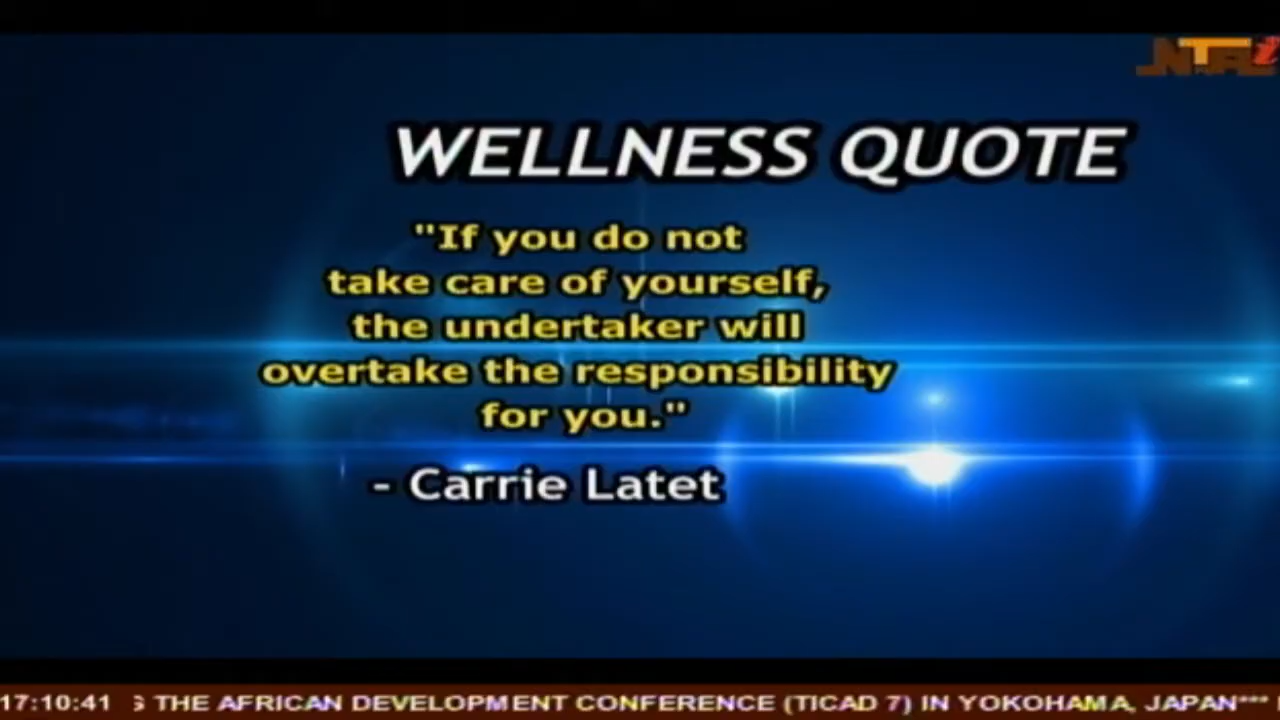 WELLNESS QUOTE
"If you do not
take care of yourself,
the undertaker will
overtake the responsibility
for you."
- Carrie Latet
17:10:41 THE AFRICAN DEVELOPMENT CONFERENCE (TICAD 7) IN YOKOHAMA, JAPAN***